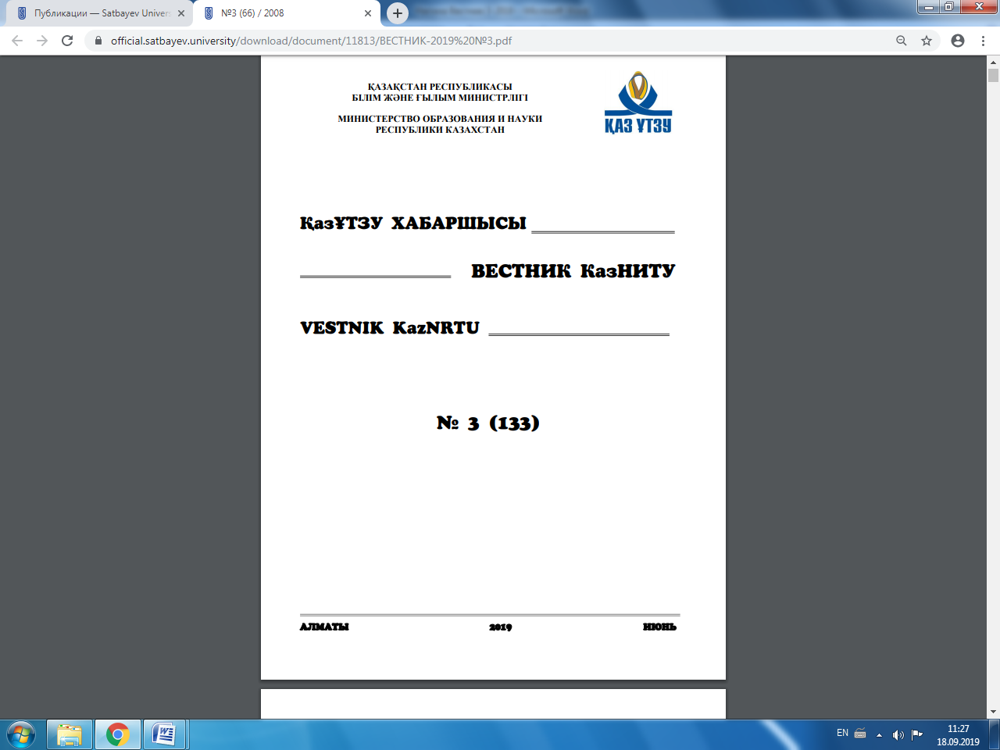 Публикации — Satbayev Univers
№3 (66) / 2008
official.satbayev.university/download/document/11813/ВЕСТНИК-2019%20№3.pdf
ҚАЗАҚСТАН РЕСПУБЛИКАСЫ
БІЛІМ ЖӘНЕ ҒЫЛЫМ МИНИСТРЛІГІ
МИНИСТЕРСТВО ОБРАЗОВАНИЯ И НАУКИ
РЕСПУБЛИКИ КАЗАХСТАН
ҚАЗ ҰТЗУ
ҚазҰТЗУ ХАБАРШЫСЫ
ВЕСТНИК КазНИТУ
VESTNIK KazNRTU
№ 3 (133)
АЛМАТЫ 2019 ИЮНЬ
EN
11:27
18.09.2019